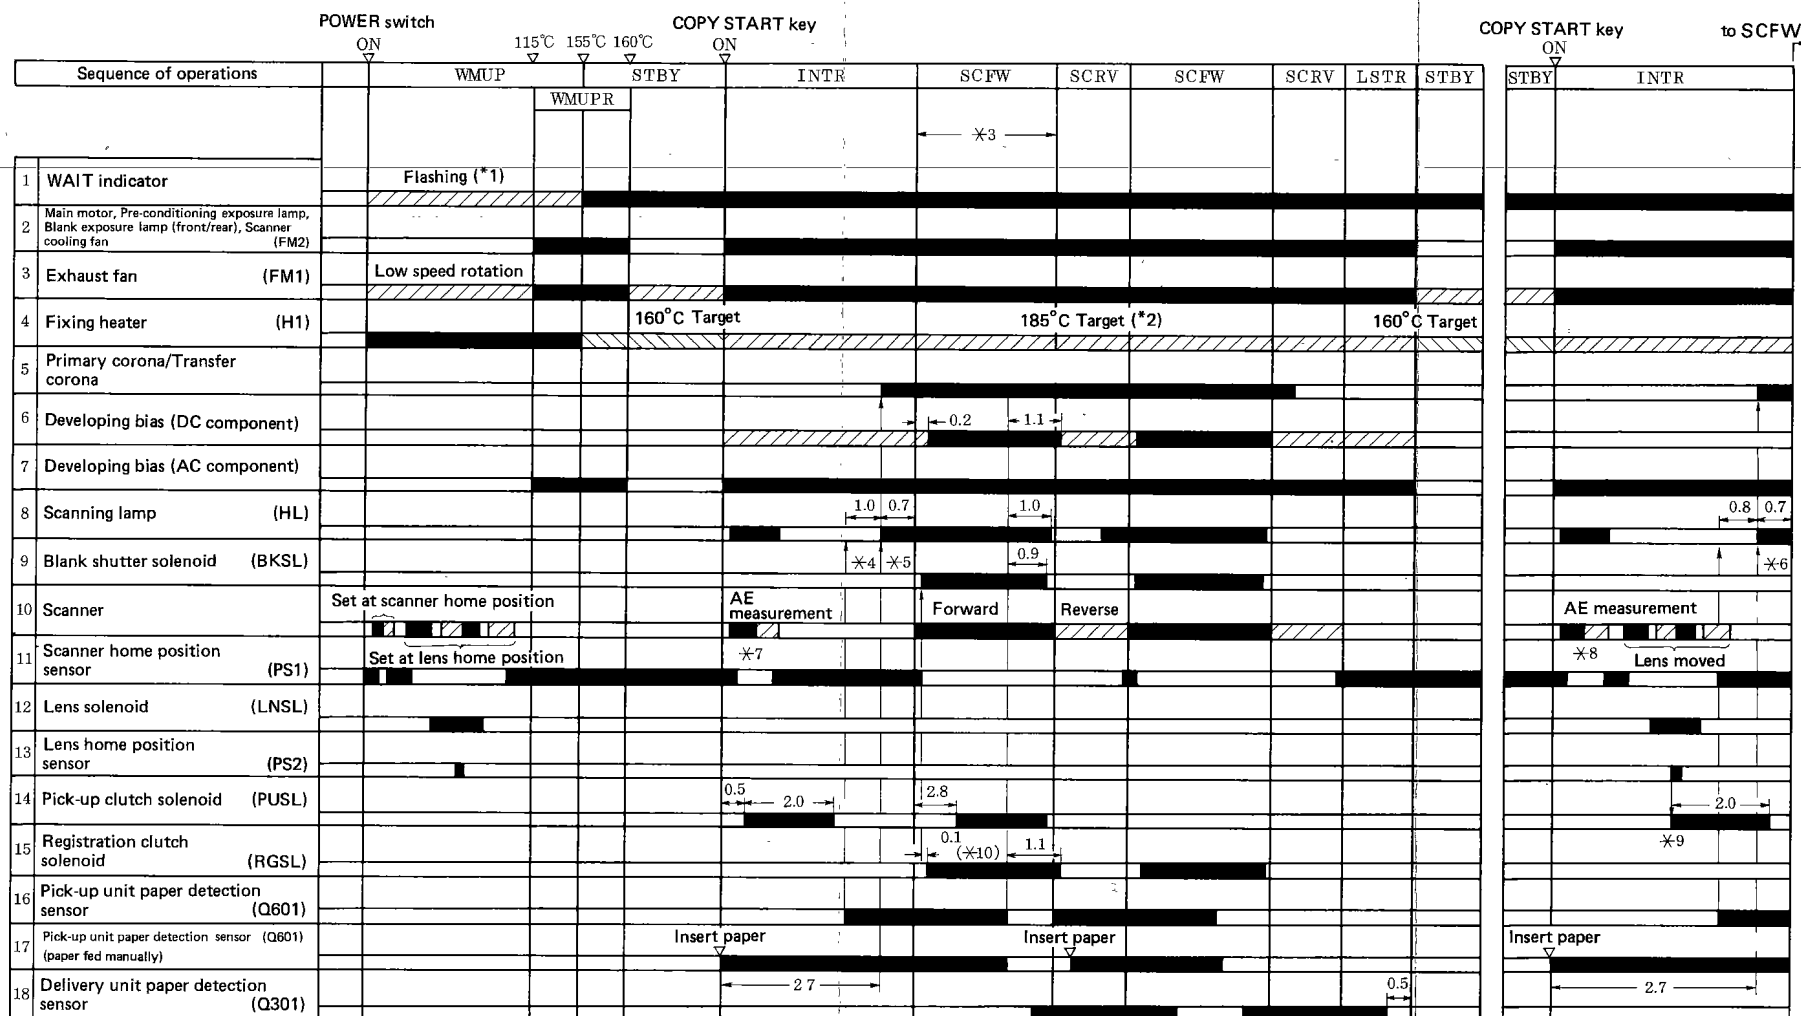 POWER switch
COPY START key
COPY START key
to SCFW
ON
115℃ 155℃ 160℃
ON
ON
Sequence of operations
WMUP
STBY
INTR
SCFW
SCRV
SCFW
SCRV
LSTR
STBY
STBY
INTR
WMUPR
*3
1 WAIT indicator
Flashing (*1)
2 Main motor, Pre-conditioning exposure lamp,
Blank exposure lamp (front/rear), Scanner
cooling fan (FM2)
3 Exhaust fan (FM1)
Low speed rotation
4 Fixing heater (H1)
160°C Target
185°C Target (*2)
160°C Target
5 Primary corona/Transfer
corona
6 Developing bias (DC component)
0.2
1.1
7 Developing bias (AC component)
8 Scanning lamp (HL)
1.0 0.7
1.0
0.8 0.7
9 Blank shutter solenoid (BKSL)
*4 *5
0.9
*6
10 Scanner
Set at scanner home position
AE
measurement
Forward
Reverse
AE measurement
11 Scanner home position
sensor (PS1)
Set at lens home position
*7
*8
Lens moved
12 Lens solenoid (LNSL)
13 Lens home position
sensor (PS2)
14 Pick-up clutch solenoid (PUSL)
0.5
2.0
2.8
2.0
15 Registration clutch
solenoid (RGSL)
0.1
(*10)
1.1
*9
16 Pick-up unit paper detection
sensor (Q601)
17 Pick-up unit paper detection sensor (Q601)
(paper fed manually)
Insert paper
Insert paper
Insert paper
18 Delivery unit paper detection
sensor (Q301)
2 7
0.5
2.7